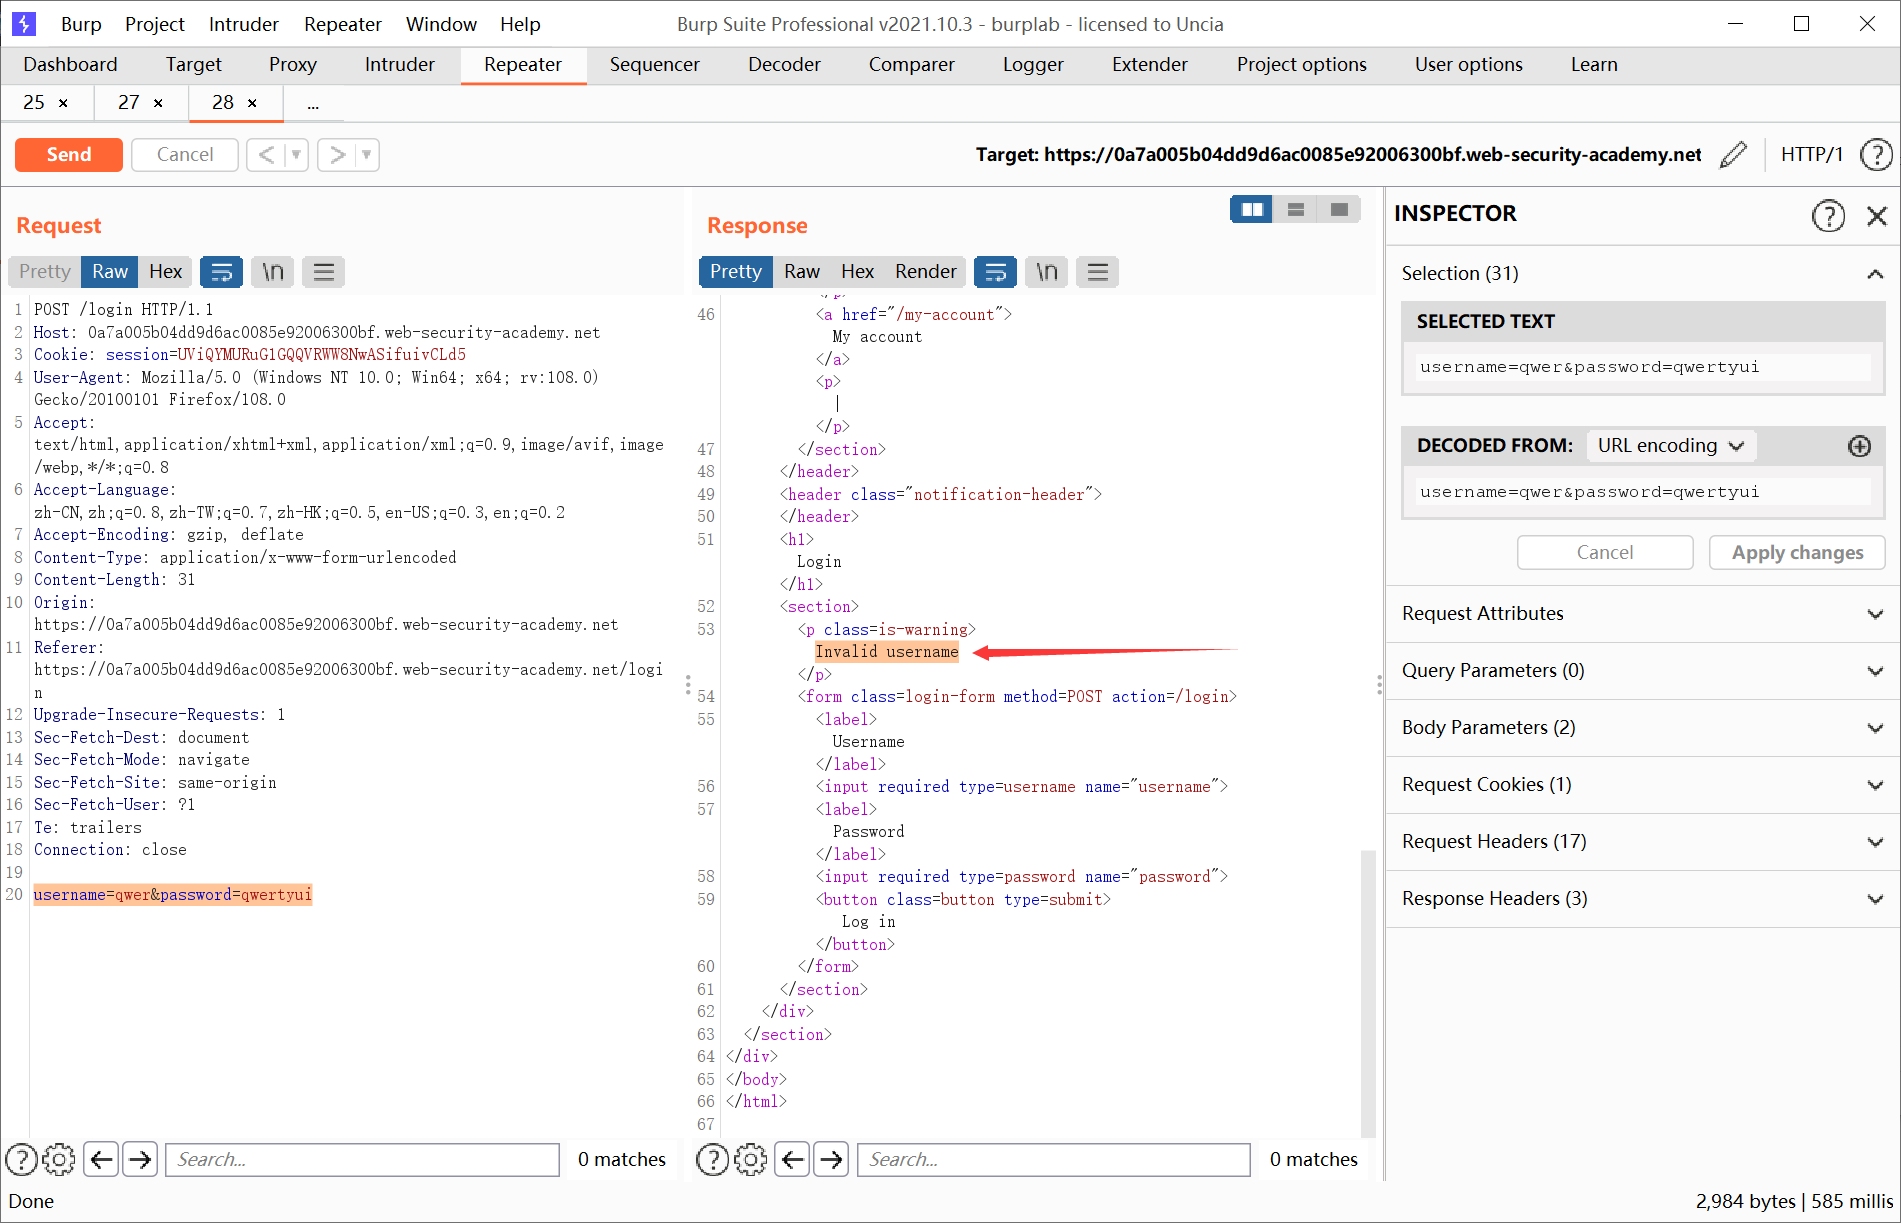 Burp Project Intruder Repeater Window Help Burp Suite Professional v2021.10.3 - burplab - licensed to Uncia
Dashboard Target Proxy Intruder Repeater Sequencer Decoder Comparer Logger Extender Project options User options Learn
25 × 27 × 28 × ...
Send Cancel < > Target: https://0a7a005b04dd9d6ac0085e92006300bf.web-security-academy.net HTTP/1 ?
Request
Pretty Raw Hex \n
1 POST /login HTTP/1.1
2 Host: 0a7a005b04dd9d6ac0085e92006300bf.web-security-academy.net
3 Cookie: session=UViQYMURuG1GQQVRWW8NwASifuivCLd5
4 User-Agent: Mozilla/5.0 (Windows NT 10.0; Win64; x64; rv:108.0)
Gecko/20100101 Firefox/108.0
5 Accept:
text/html,application/xhtml+xml,application/xml;q=0.9,image/avif,image
/webp,*/*;q=0.8
6 Accept-Language:
zh-CN,zh;q=0.8,zh-TW;q=0.7,zh-HK;q=0.5,en-US;q=0.3,en;q=0.2
7 Accept-Encoding: gzip, deflate
8 Content-Type: application/x-www-form-urlencoded
9 Content-Length: 31
10 Origin:
https://0a7a005b04dd9d6ac0085e92006300bf.web-security-academy.net
11 Referer:
https://0a7a005b04dd9d6ac0085e92006300bf.web-security-academy.net/logi
n
12 Upgrade-Insecure-Requests: 1
13 Sec-Fetch-Dest: document
14 Sec-Fetch-Mode: navigate
15 Sec-Fetch-Site: same-origin
16 Sec-Fetch-User: ?1
17 Te: trailers
18 Connection: close
19
20 username=qwer&password=qwertyui
? Search... 0 matches
Response
Pretty Raw Hex Render \n
</p>
46 <a href="/my-account">
My account
</a>
<p>
|
</p>
47 </section>
48 </header>
49 <header class="notification-header">
50 </header>
51 <h1>
Login
</h1>
52 <section>
53 <p class=is-warning>
Invalid username
</p>
54 <form class=login-form method=POST action=/login>
55 <label>
Username
</label>
56 <input required type=username name="username">
57 <label>
Password
</label>
58 <input required type=password name="password">
59 <button class=button type=submit>
Log in
</button>
60 </form>
61 </section>
62 </div>
63 </section>
64 </div>
65 </body>
66 </html>
67
? Search... 0 matches
INSPECTOR ?
Selection (31)
SELECTED TEXT
username=qwer&password=qwertyui
DECODED FROM: URL encoding
username=qwer&password=qwertyui
Cancel Apply changes
Request Attributes
Query Parameters (0)
Body Parameters (2)
Request Cookies (1)
Request Headers (17)
Response Headers (3)
Done 2,984 bytes | 585 millis